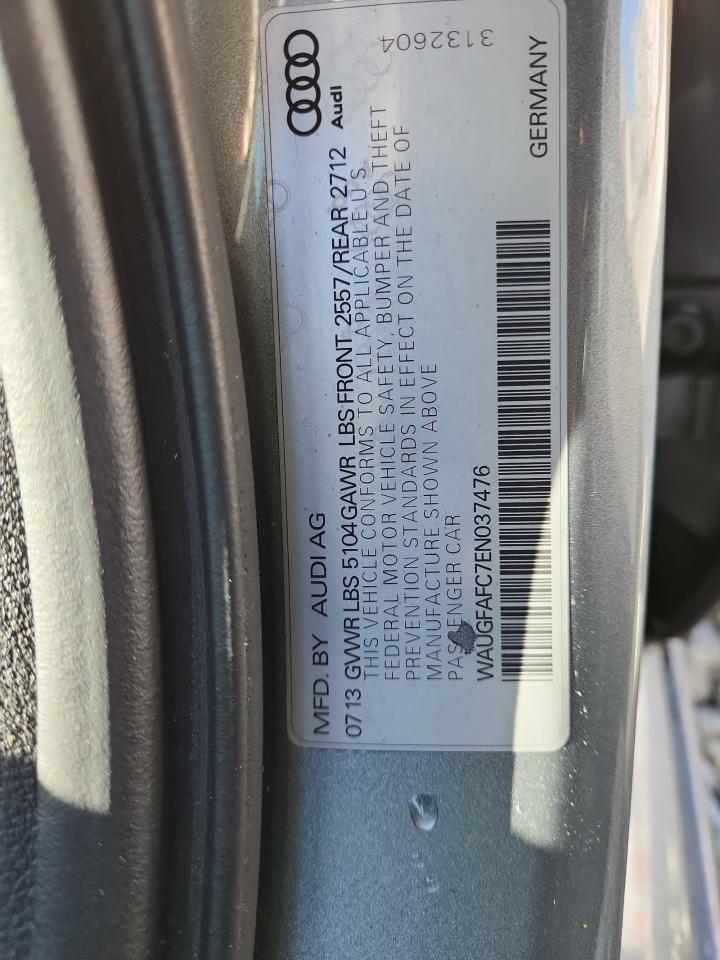 MFD. BY AUDI AG
Audi
0713 GVWR LBS 5104 GAWR LBS FRONT 2557/REAR 2712
THIS VEHICLE CONFORMS TO ALL APPLICABLE U.S.
FEDERAL MOTOR VEHICLE SAFETY, BUMPER AND THEFT
PREVENTION STANDARDS IN EFFECT ON THE DATE OF
MANUFACTURE SHOWN ABOVE
PASSENGER CAR
3132604
WAUGFAFC7EN037476
GERMANY